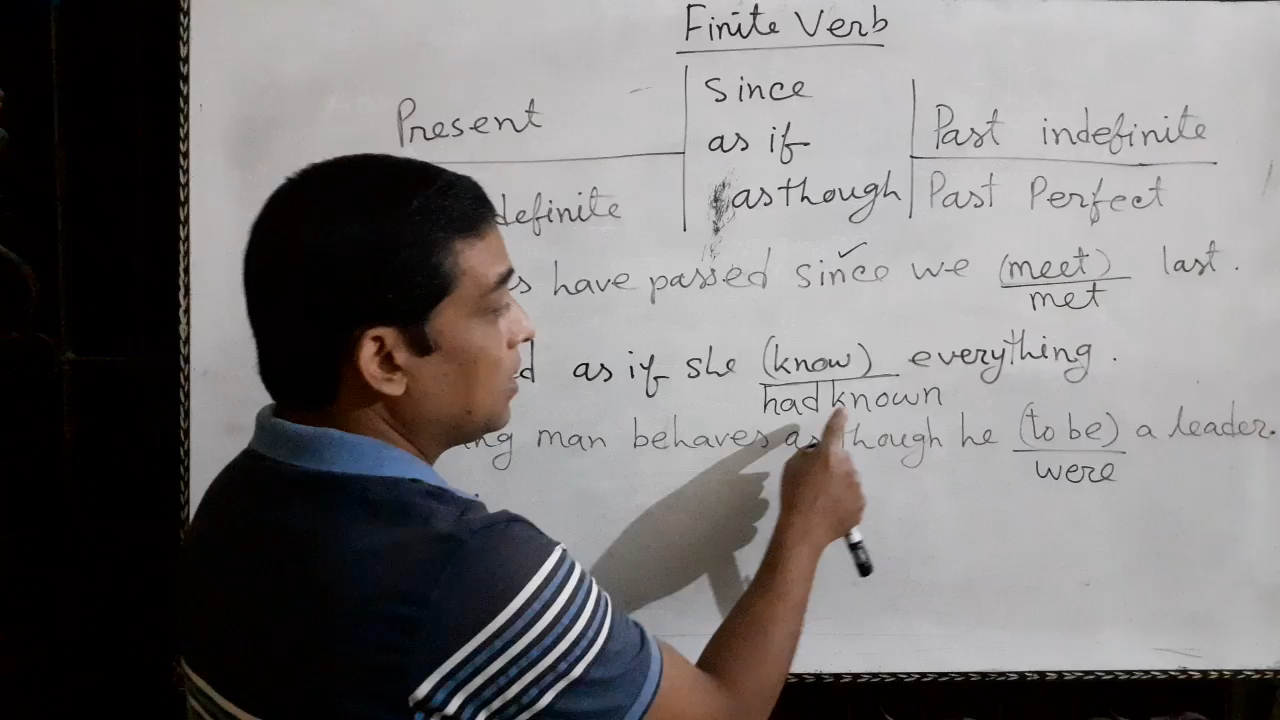 Finite Verb
Present
since
as if
as though
Past indefinite
Past Perfect
definite
have passed since we (meet) last.
met
as if she (know) everything.
had known
man behaves as though he (to be) a leader.
were